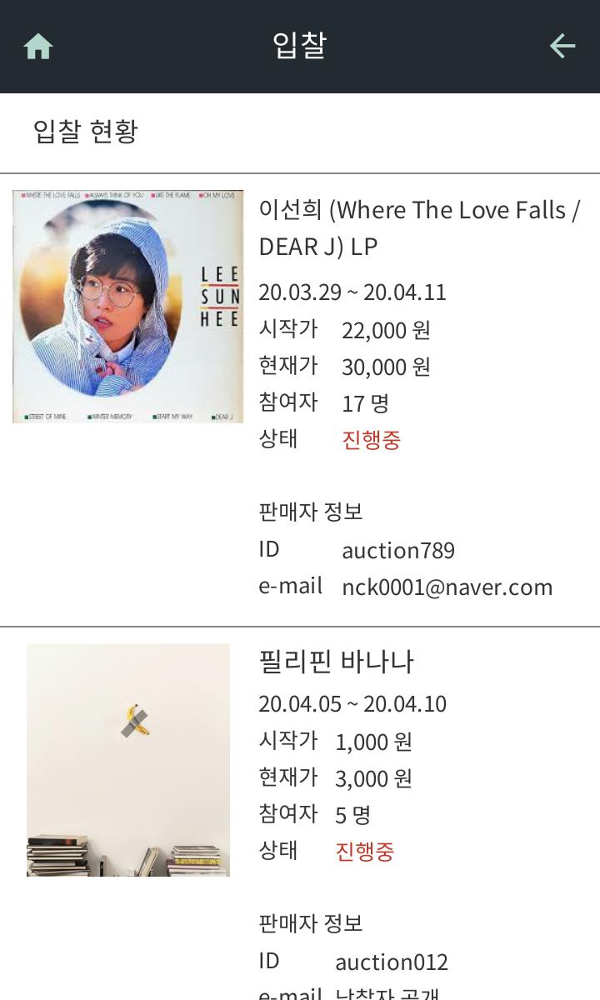 입찰
입찰 현황
WHERE THE LOVE FALLS ALWAYS THINK OF YOU LIKE THE FLAME OH MY LOVE
LEE
SUN
HEE
STREET OF MINE WINTER MEMORY START MY WAY DEAR J
이선희 (Where The Love Falls /
DEAR J) LP
20.03.29 ~ 20.04.11
시작가 22,000 원
현재가 30,000 원
참여자 17 명
상태 진행중
판매자 정보
ID auction789
e-mail nck0001@naver.com
필리핀 바나나
20.04.05 ~ 20.04.10
시작가 1,000 원
현재가 3,000 원
참여자 5 명
상태 진행중
판매자 정보
ID auction012
e-mail 낙찰자 공개